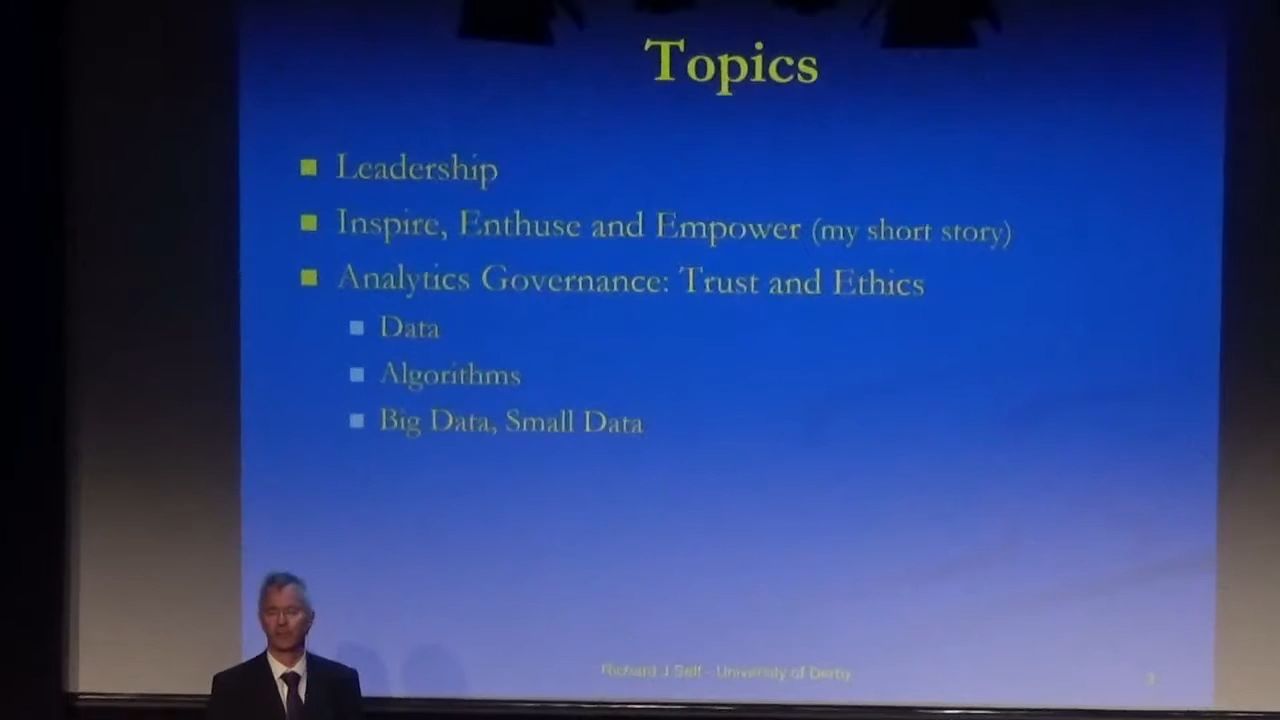 Topics
Leadership
Inspire, Enthuse and Empower (my short story)
Analytics Governance: Trust and Ethics
Data
Algorithms
Big Data, Small Data
Richard J Self - University of Derby